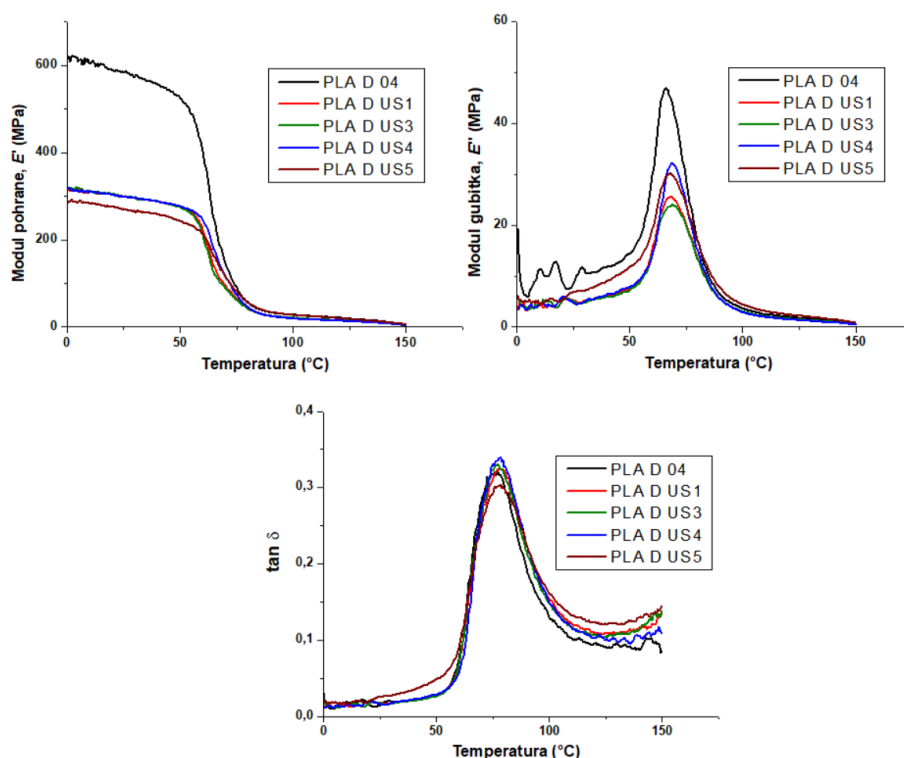 Modul pohrane, E' (MPa)
600
400
200
0
0
50
100
150
Temperatura (°C)
PLA D 04
PLA D US1
PLA D US3
PLA D US4
PLA D US5
Modul gubitka, E'' (MPa)
60
40
20
0
0
50
100
150
Temperatura (°C)
PLA D 04
PLA D US1
PLA D US3
PLA D US4
PLA D US5
tan δ
0,4
0,3
0,2
0,1
0,0
0
50
100
150
Temperatura (°C)
PLA D 04
PLA D US1
PLA D US3
PLA D US4
PLA D US5